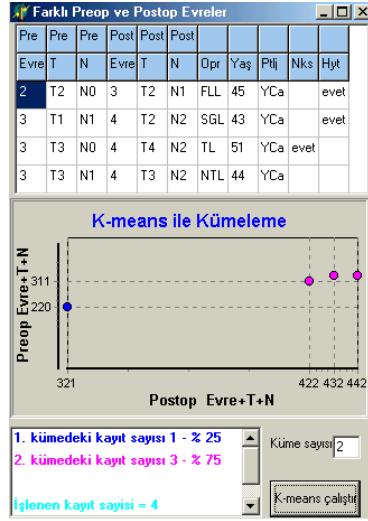 Farklı Preop ve Postop Evreler
Pre Pre Pre Post Post Post
Evre T N Evre T N Opr Yaş Ptlj Nks Hyt
2 T2 N0 3 T2 N1 FLL 45 YCa evet
3 T1 N1 4 T2 N2 SGL 43 YCa evet
3 T3 N0 4 T4 N2 TL 51 YCa evet
3 T3 N1 4 T3 N2 NTL 44 YCa
K-means ile Kümeleme
Preop Evre+T+N
311
220
321 422 432 442
Postop Evre+T+N
1. kümedeki kayıt sayısı 1 - % 25
2. kümedeki kayıt sayısı 3 - % 75
İşlenen kayıt sayisi = 4
Küme sayısı 2
K-means çalıştır